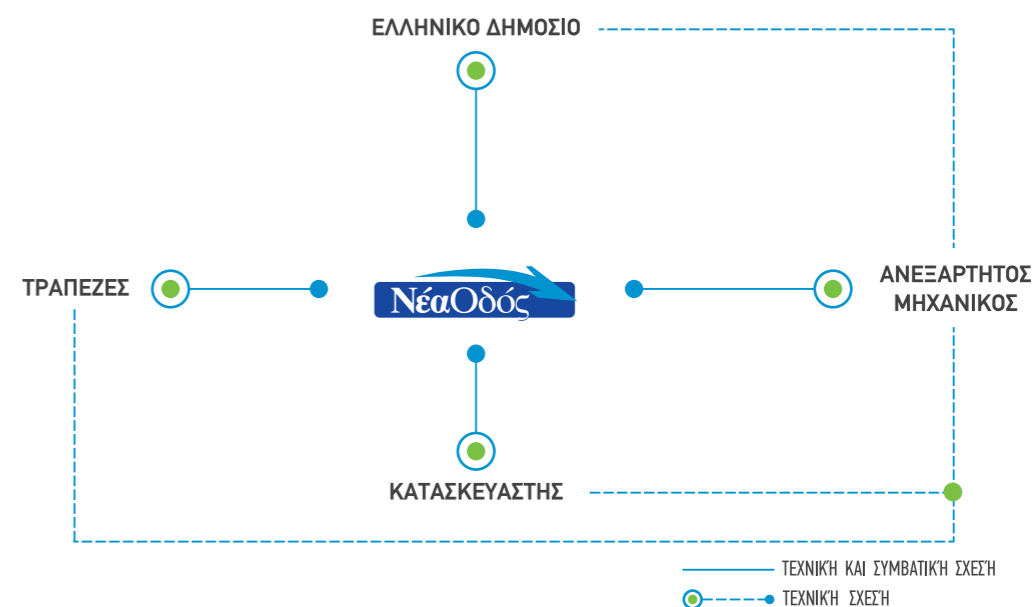 ΕΛΛΗΝΙΚΟ ΔΗΜΟΣΙΟ
ΤΡΑΠΕΖΕΣ
ΝέαΟδός
ΑΝΕΞΑΡΤΗΤΟΣ
ΜΗΧΑΝΙΚΟΣ
ΚΑΤΑΣΚΕΥΑΣΤΗΣ
ΤΕΧΝΙΚΉ ΚΑΙ ΣΥΜΒΑΤΙΚΉ ΣΧΕΣΉ
ΤΕΧΝΙΚΉ ΣΧΕΣΉ